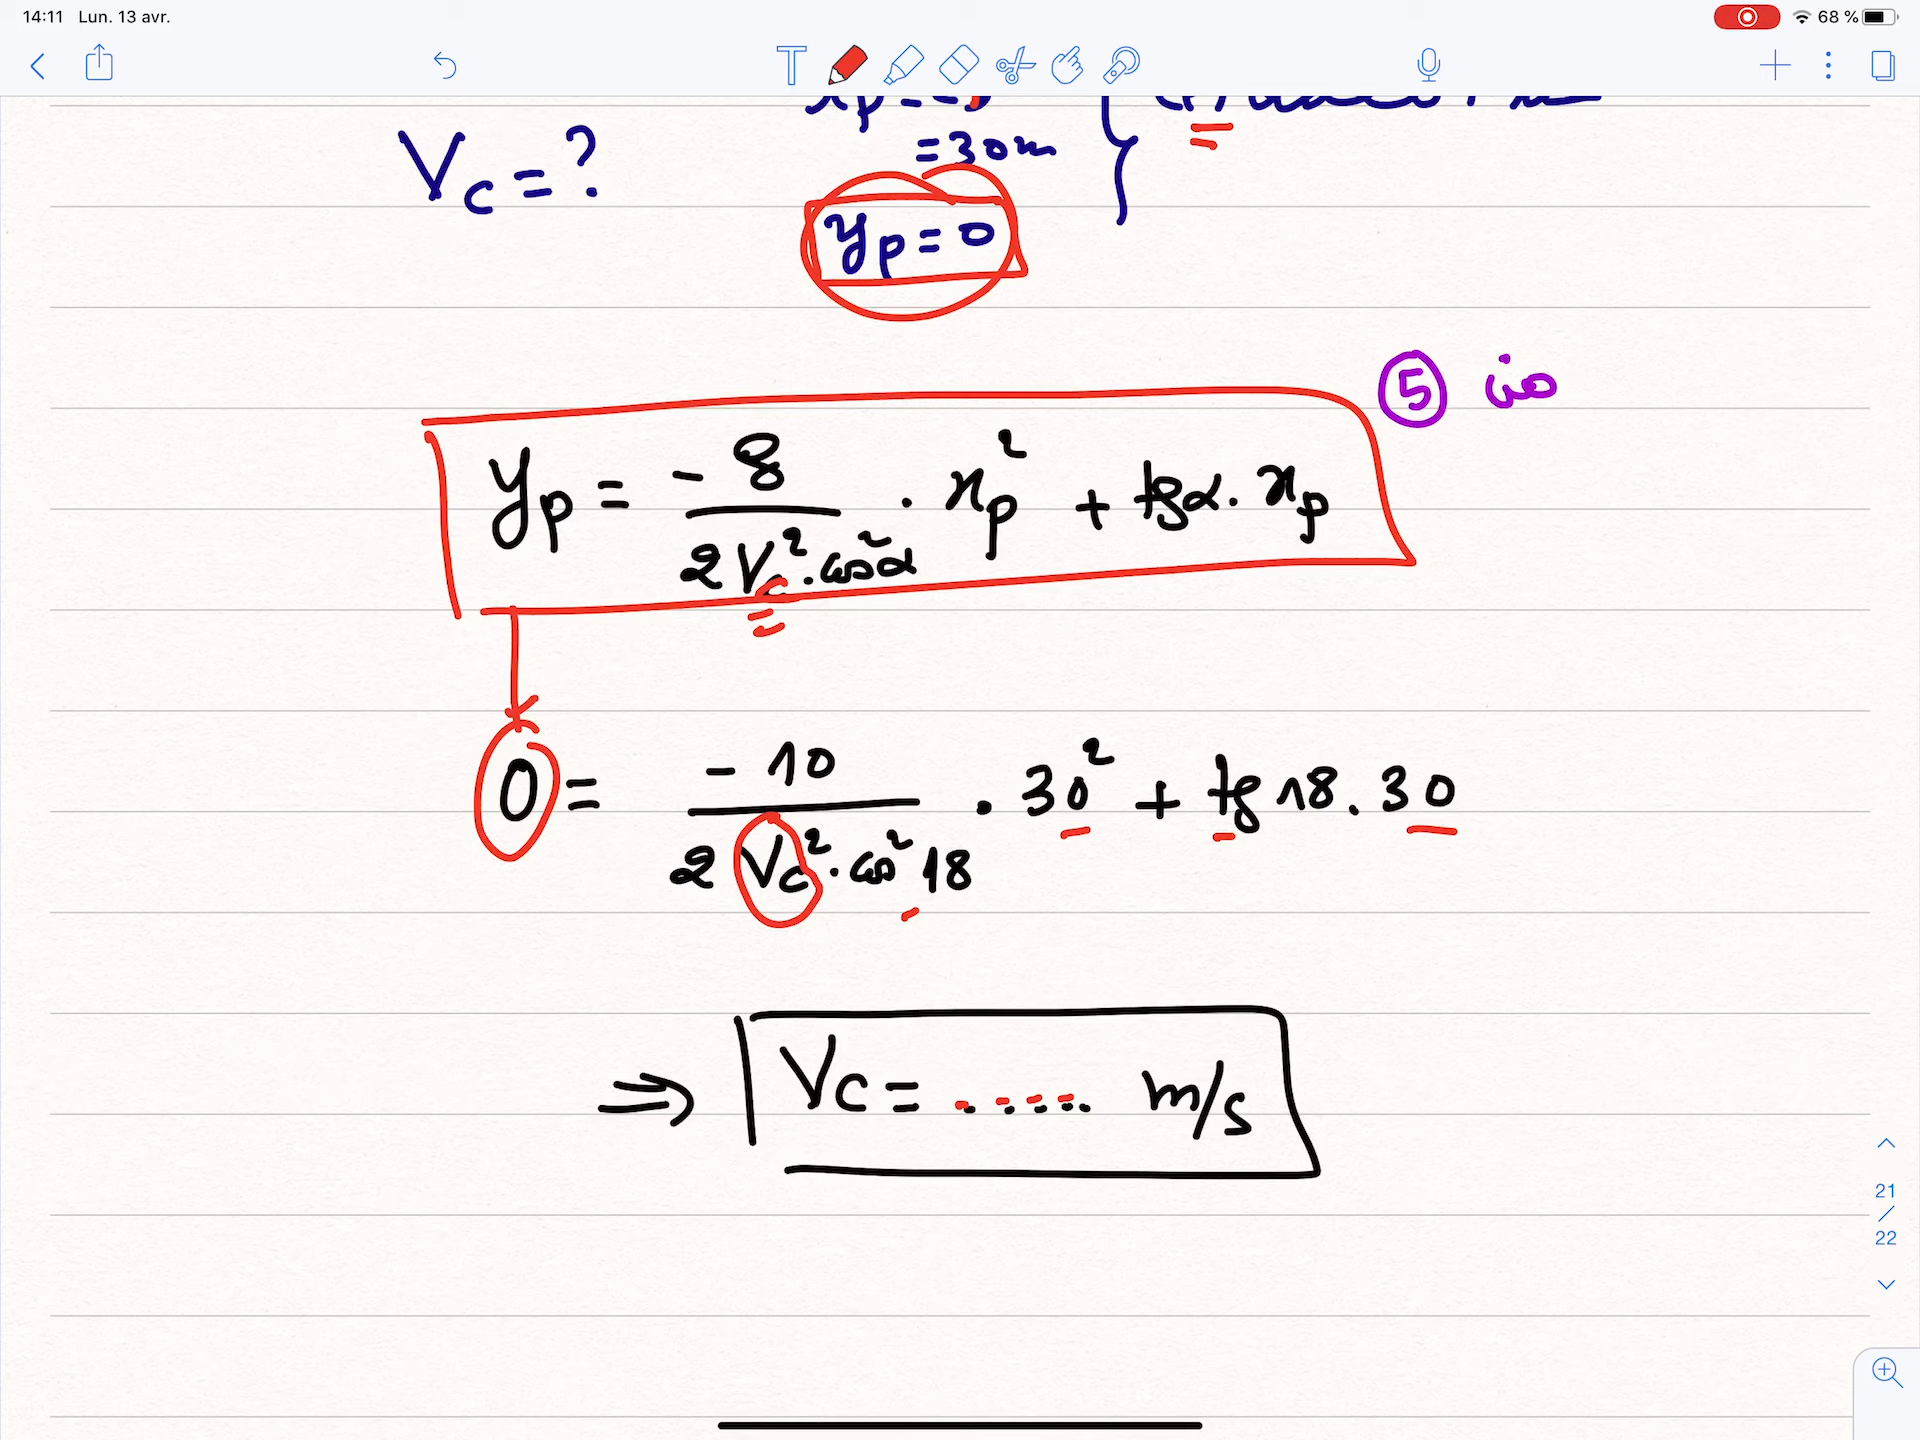 14:11 Lun. 13 avr. 68 %
= 30m
Vc = ?
yp = 0
5
yp = -g / 2Vc².cos²α . xp² + tgα. xp
0 = -10 / 2Vc².cos²18 . 30² + tg18.30
⇒ Vc = ..... m/s
21
/
22